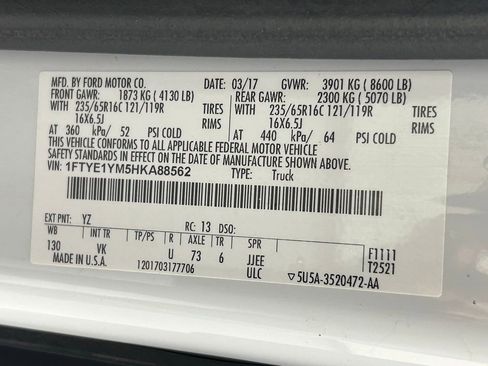 MFD. BY FORD MOTOR CO. DATE: 03/17 GVWR: 3901 KG ( 8600 LB)
FRONT GAWR: 1873 KG ( 4130 LB) REAR GAWR: 2300 KG ( 5070 LB)
WITH 235/65R16C 121/119R TIRES WITH 235/65R16C 121/119R TIRES
16X6.5J RIMS 16X6.5J RIMS
AT 360 kPa/ 52 PSI COLD AT 440 kPa/ 64 PSI COLD
THIS VEHICLE CONFORMS TO ALL APPLICABLE FEDERAL MOTOR VEHICLE
SAFETY STANDARDS IN EFFECT ON THE DATE OF MANUFACTURE SHOWN ABOVE.
VIN: 1FTYE1YM5HKA88562 TYPE: Truck
EXT PNT: YZ RC: 13 DSO:
WB INT TR TP/PS R AXLE TR SPR F1111
130 VK U 73 6 JJEE T2521
MADE IN U.S.A. 1201703177706 ULC ▽5U5A-3520472-AA